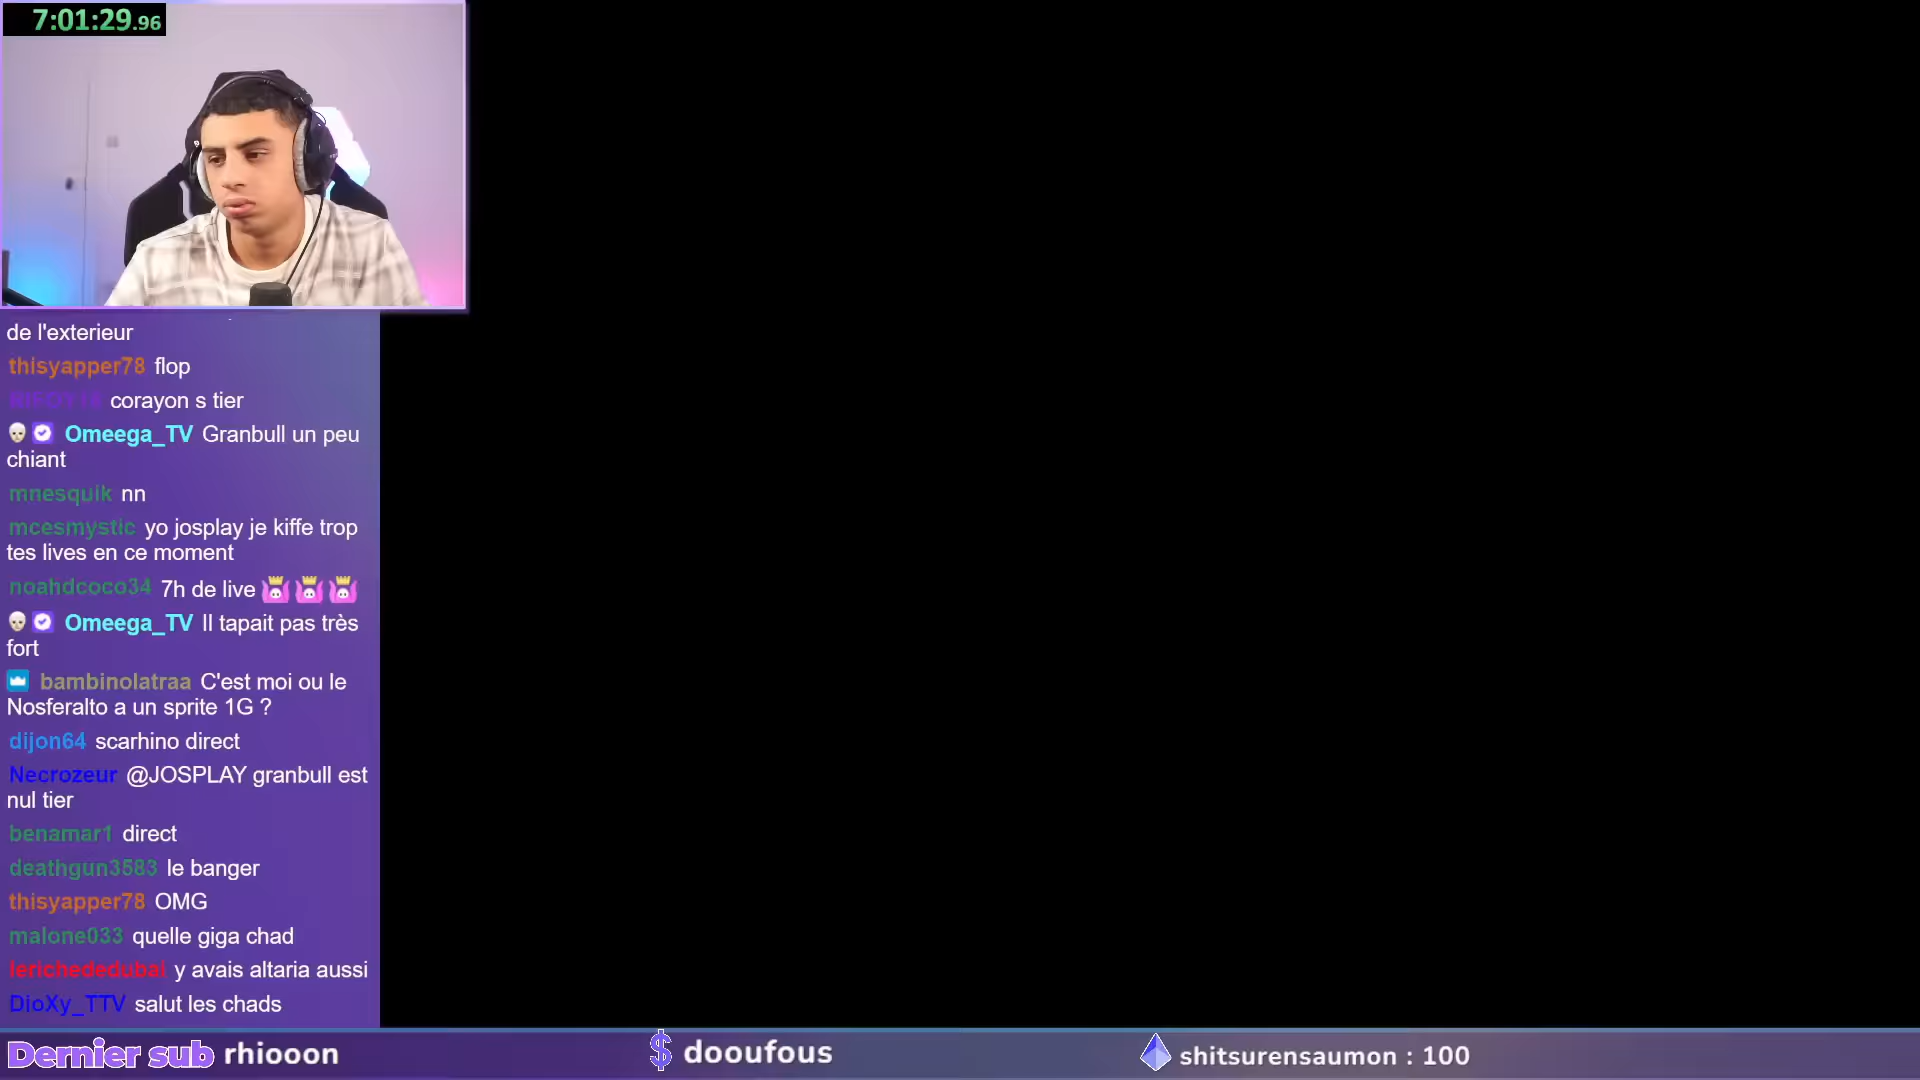 7:01:29.96
de l'exterieur
thisyapper78 flop
corayon s tier
Omeega_TV Granbull un peu
chiant
mnesquik nn
mcesmystic yo josplay je kiffe trop
tes lives en ce moment
noahdcoco34 7h de live
Omeega_TV Il tapait pas très
fort
bambinolatraa C'est moi ou le
Nosferalto a un sprite 1G ?
dijon64 scarhino direct
Necrozeur @JOSPLAY granbull est
nul tier
benamar1 direct
deathgun3583 le banger
thisyapper78 OMG
malone033 quelle giga chad
lerichededubai y avais altaria aussi
DioXy_TTV salut les chads
Dernier sub rhiooon
$ dooufous
shitsurensaumon : 100